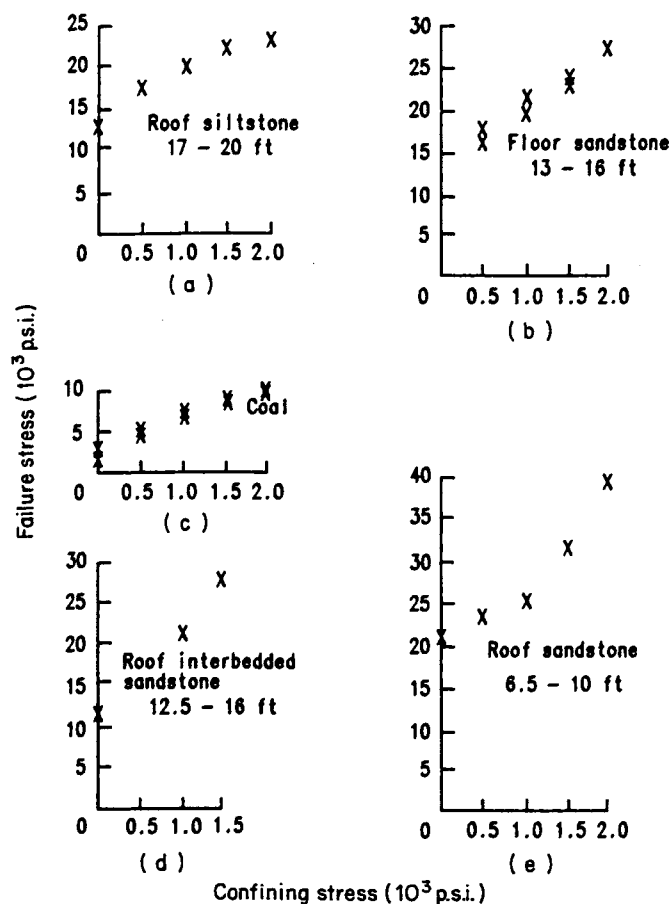 25
20
15
10
5
0
0.5 1.0 1.5 2.0
Roof siltstone
17 - 20 ft
(a)
30
25
20
15
10
5
0
0.5 1.0 1.5 2.0
Floor sandstone
13 - 16 ft
(b)
Failure stress (10³ p.s.i.)
10
5
0
0.5 1.0 1.5 2.0
Coal
(c)
30
25
20
15
10
5
0
0.5 1.0 1.5
Roof interbedded
sandstone
12.5 - 16 ft
(d)
40
35
30
25
20
15
10
5
0
0.5 1.0 1.5 2.0
Roof sandstone
6.5 - 10 ft
(e)
Confining stress (10³ p.s.i.)